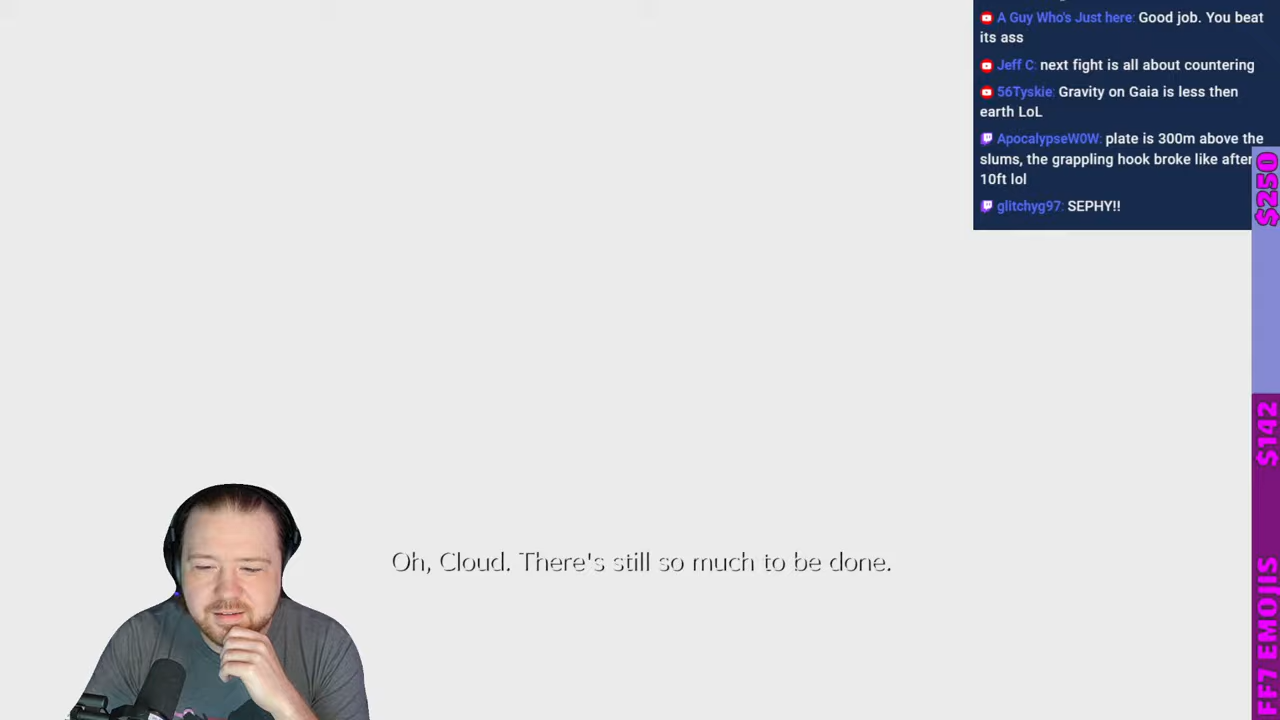 A Guy Who's Just here: Good job. You beat
its ass
Jeff C: next fight is all about countering
56Tyskie: Gravity on Gaia is less then
earth LoL
ApocalypseW0W: plate is 300m above the
slums, the grappling hook broke like after
10ft lol
glitchyg97: SEPHY!!
$250
$142
FF7 EMOJIS
Oh, Cloud. There's still so much to be done.